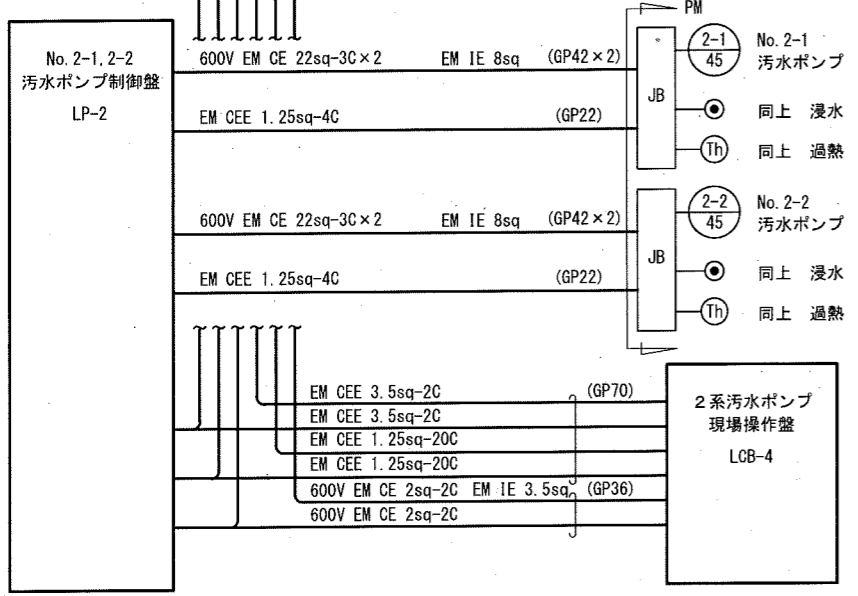 PM
No. 2-1, 2-2
汚水ポンプ制御盤
LP-2
600V EM CE 22sq-3C×2 EM IE 8sq (GP42×2)
EM CEE 1.25sq-4C (GP22)
JB
2-1
45
No. 2-1
汚水ポンプ
同上 浸水
Th 同上 過熱
600V EM CE 22sq-3C×2 EM IE 8sq (GP42×2)
EM CEE 1.25sq-4C (GP22)
JB
2-2
45
No. 2-2
汚水ポンプ
同上 浸水
Th 同上 過熱
EM CEE 3.5sq-2C (GP70)
EM CEE 3.5sq-2C
EM CEE 1.25sq-20C
EM CEE 1.25sq-20C
600V EM CE 2sq-2C EM IE 3.5sq (GP36)
600V EM CE 2sq-2C
2系汚水ポンプ
現場操作盤
LCB-4